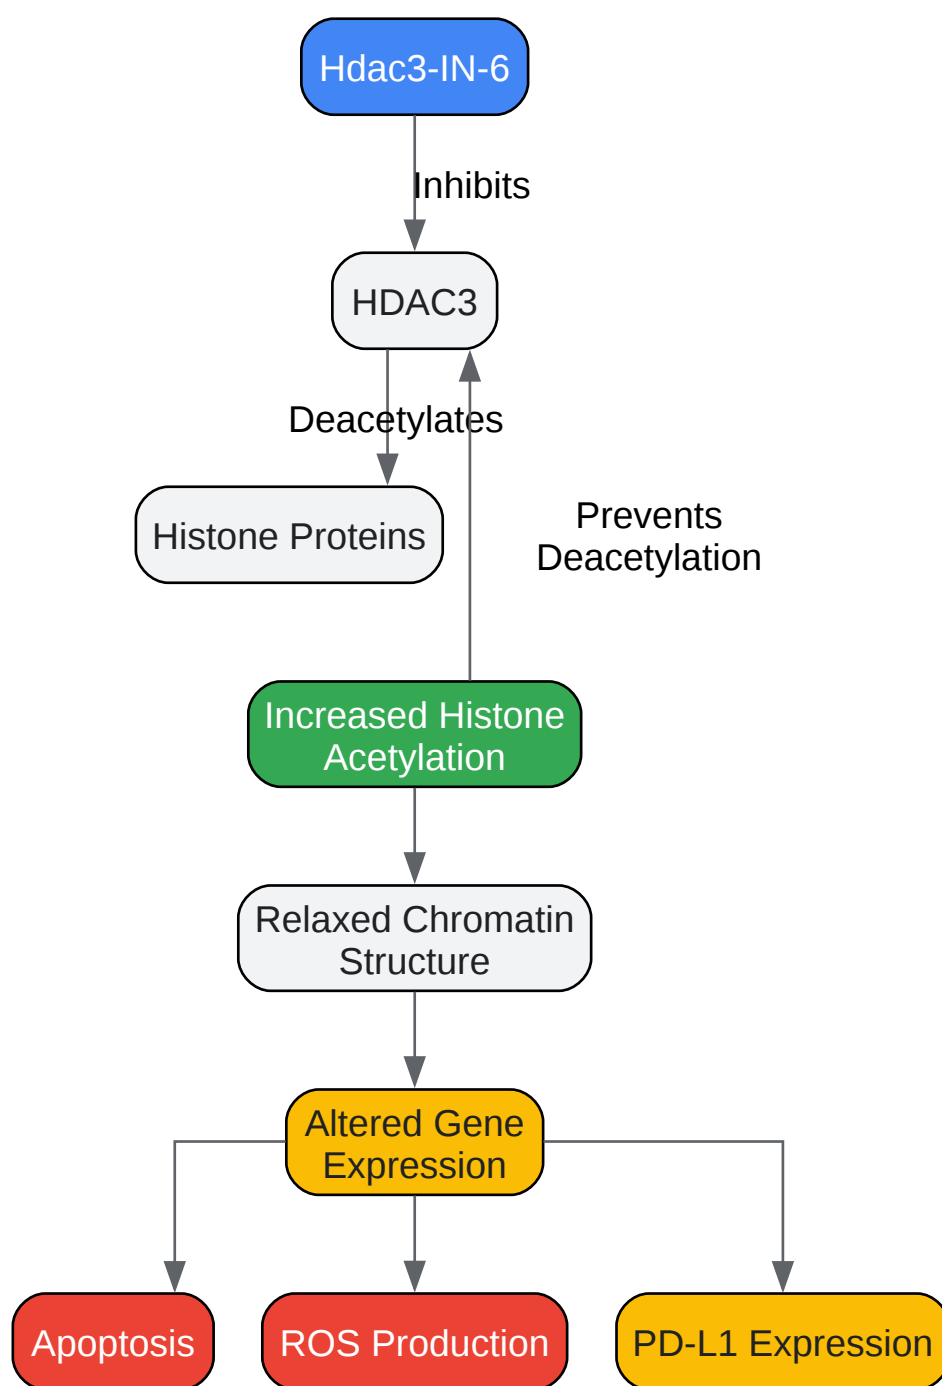 Hdac3-IN-6
Inhibits
HDAC3
Deacetylates
Histone Proteins
Prevents
Deacetylation
Increased Histone
Acetylation
Relaxed Chromatin
Structure
Altered Gene
Expression
Apoptosis
ROS Production
PD-L1 Expression